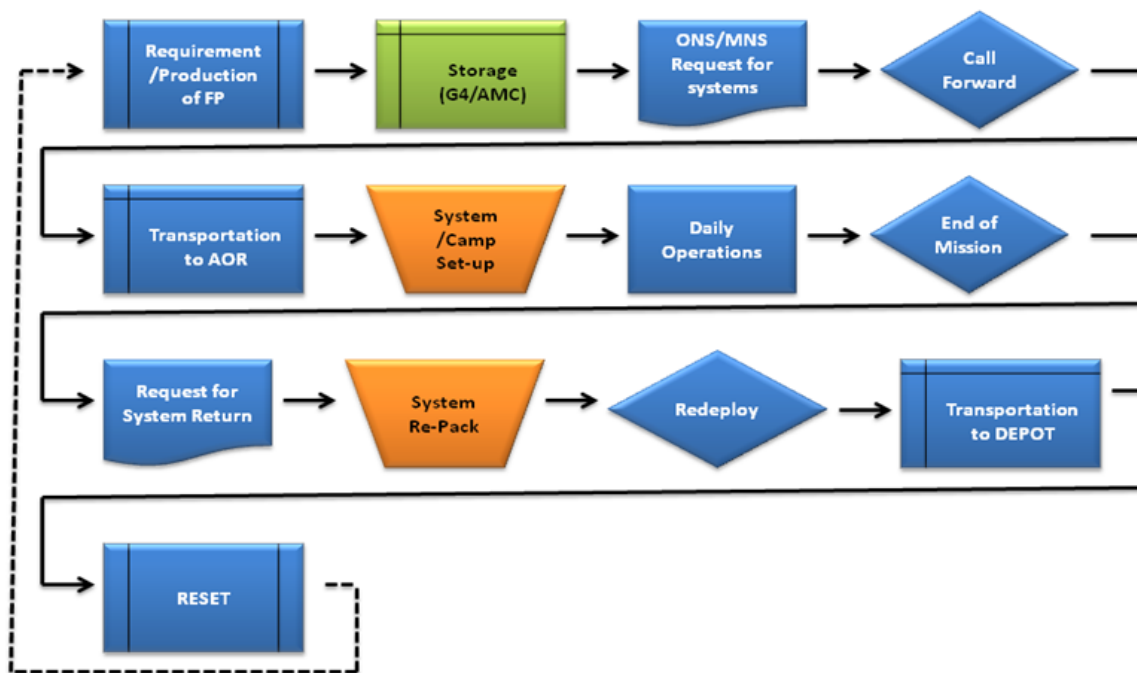 Requirement
/Production
of FP
Storage
(G4/AMC)
ONS/MNS
Request for
systems
Call
Forward
Transportation
to AOR
System
/Camp
Set-up
Daily
Operations
End of
Mission
Request for
System Return
System
Re-Pack
Redeploy
Transportation
to DEPOT
RESET